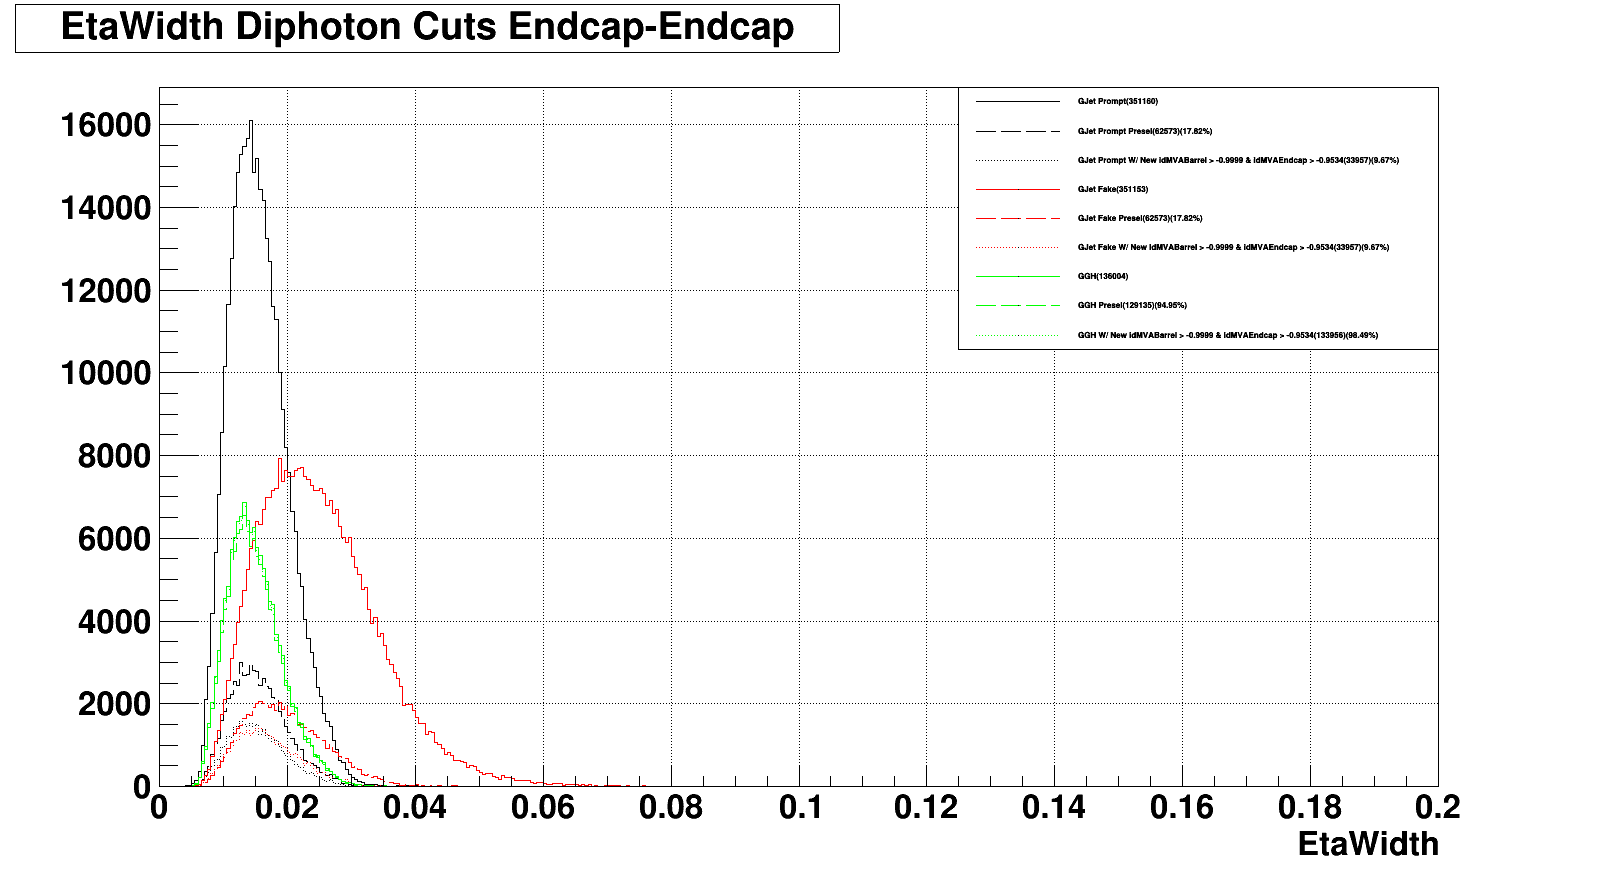 EtaWidth Diphoton Cuts Endcap-Endcap
GJet Prompt(351160)
GJet Prompt Presel(62573)(17.82%)
GJet Prompt W/ New idMVABarrel > -0.9999 & idMVAEndcap > -0.9534(33957)(9.67%)
GJet Fake(351153)
GJet Fake Presel(62573)(17.82%)
GJet Fake W/ New idMVABarrel > -0.9999 & idMVAEndcap > -0.9534(33957)(9.67%)
GGH(136004)
GGH Presel(129135)(94.95%)
GGH W/ New idMVABarrel > -0.9999 & idMVAEndcap > -0.9534(133956)(98.49%)
16000
14000
12000
10000
8000
6000
4000
2000
0
0 0.02 0.04 0.06 0.08 0.1 0.12 0.14 0.16 0.18 0.2
EtaWidth